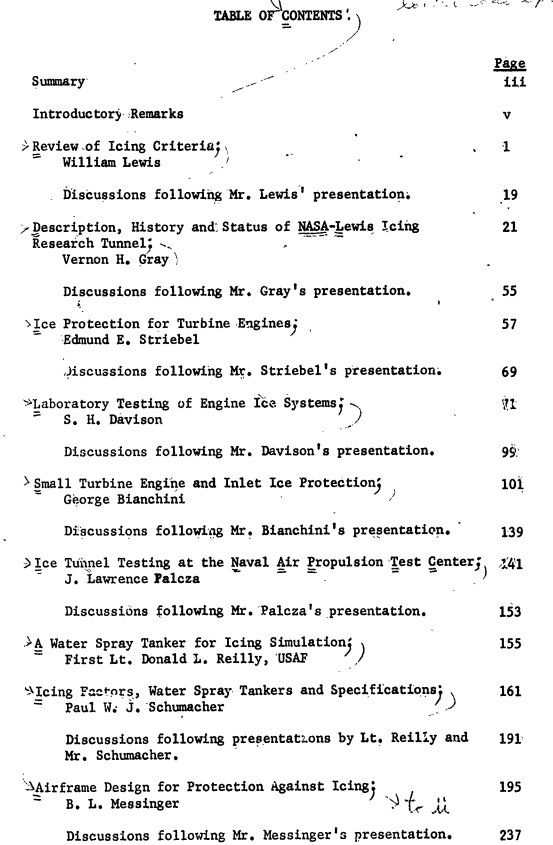 TABLE OF CONTENTS
Page
Summary iii
Introductory Remarks v
Review of Icing Criteria; 1
William Lewis
Discussions following Mr. Lewis' presentation. 19
Description, History and Status of NASA-Lewis Icing 21
Research Tunnel;
Vernon H. Gray
Discussions following Mr. Gray's presentation. 55
Ice Protection for Turbine Engines; 57
Edmund E. Striebel
Discussions following Mr. Striebel's presentation. 69
Laboratory Testing of Engine Ice Systems; 71
S. H. Davison
Discussions following Mr. Davison's presentation. 99
Small Turbine Engine and Inlet Ice Protection; 101
George Bianchini
Discussions following Mr. Bianchini's presentation. 139
Ice Tunnel Testing at the Naval Air Propulsion Test Center; 141
J. Lawrence Palcza
Discussions following Mr. Palcza's presentation. 153
A Water Spray Tanker for Icing Simulation; 155
First Lt. Donald L. Reilly, USAF
Icing Factors, Water Spray Tankers and Specifications; 161
Paul W. J. Schumacher
Discussions following presentations by Lt. Reilly and 191
Mr. Schumacher.
Airframe Design for Protection Against Icing; 195
B. L. Messinger
Discussions following Mr. Messinger's presentation. 237